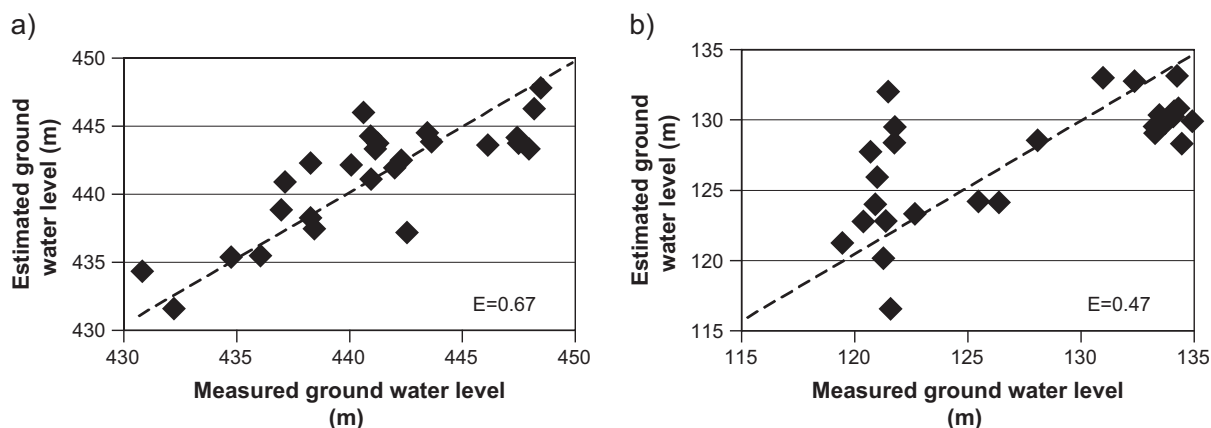 a)
Estimated ground
water level (m)
450
445
440
435
430
430
435
440
445
450
E=0.67
Measured ground water level
(m)
b)
Estimated ground
water level (m)
135
130
125
120
115
115
120
125
130
135
E=0.47
Measured ground water level
(m)